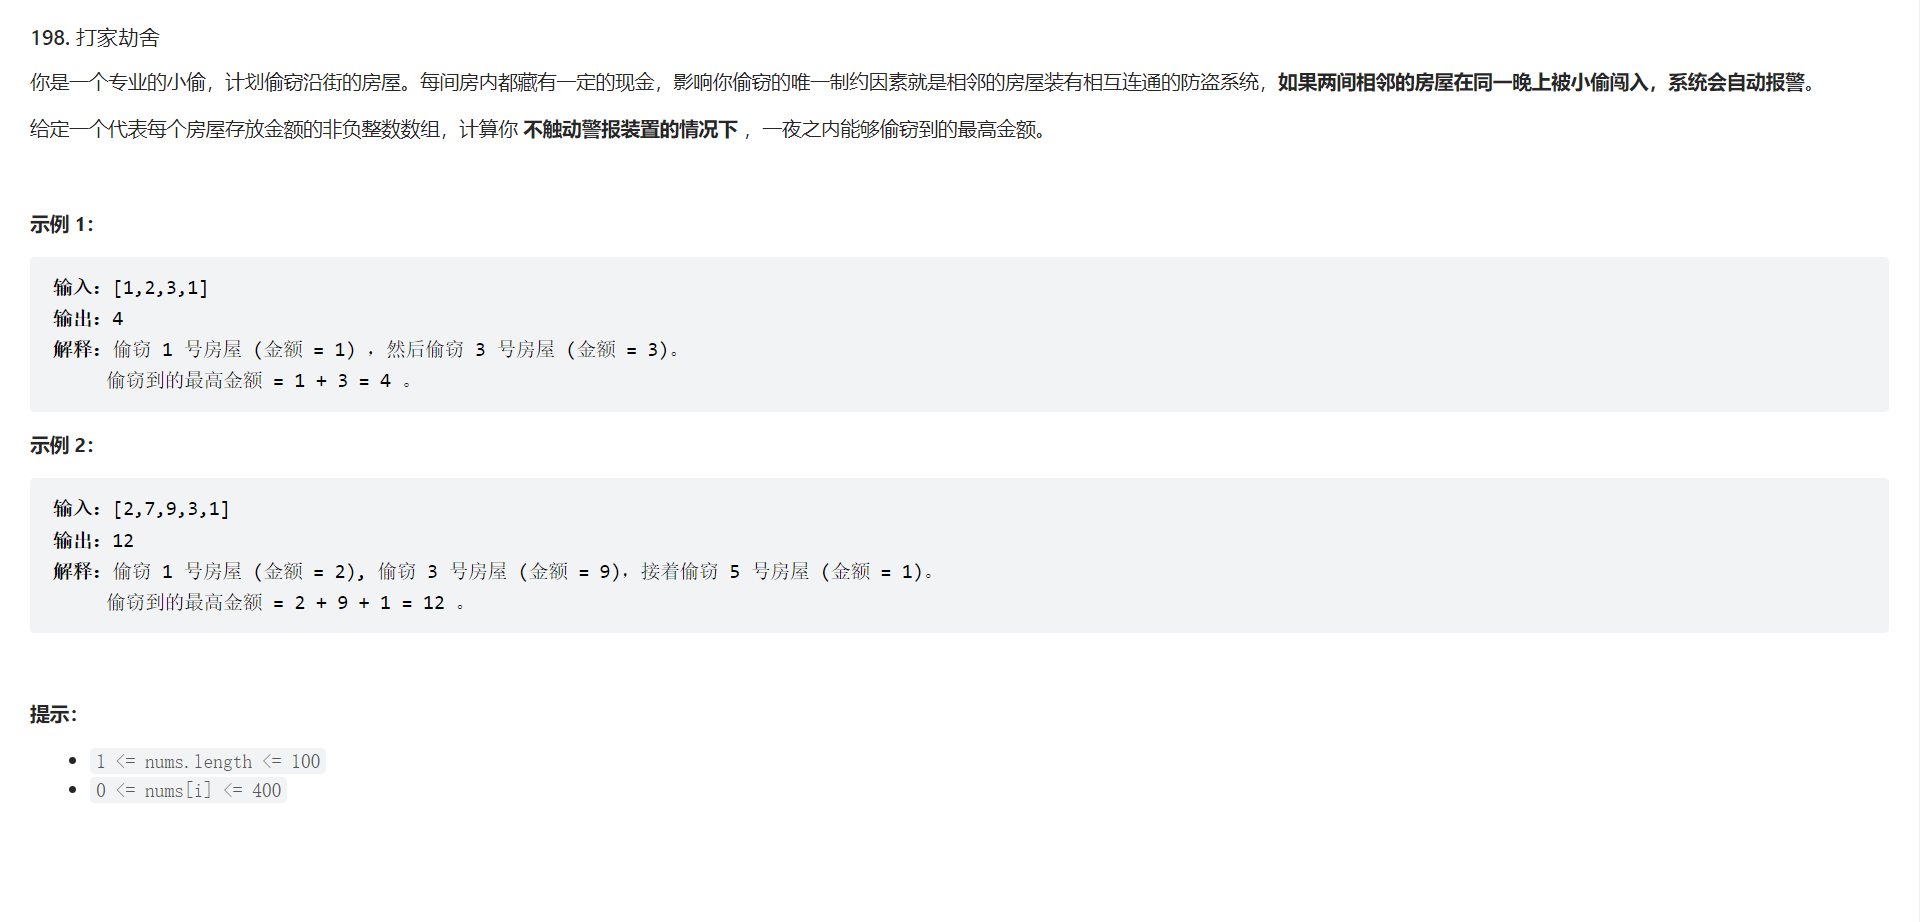 198. 打家劫舍
你是一个专业的小偷，计划偷窃沿街的房屋。每间房内都藏有一定的现金，影响你偷窃的唯一制约因素就是相邻的房屋装有相互连通的防盗系统，如果两间相邻的房屋在同一晚上被小偷闯入，系统会自动报警。
给定一个代表每个房屋存放金额的非负整数数组，计算你 不触动警报装置的情况下 ，一夜之内能够偷窃到的最高金额。
示例 1：
输入：[1,2,3,1]
输出：4
解释：偷窃 1 号房屋 (金额 = 1) ，然后偷窃 3 号房屋 (金额 = 3)。
偷窃到的最高金额 = 1 + 3 = 4 。
示例 2：
输入：[2,7,9,3,1]
输出：12
解释：偷窃 1 号房屋 (金额 = 2), 偷窃 3 号房屋 (金额 = 9)，接着偷窃 5 号房屋 (金额 = 1)。
偷窃到的最高金额 = 2 + 9 + 1 = 12 。
提示：
• 1 <= nums.length <= 100
• 0 <= nums[i] <= 400